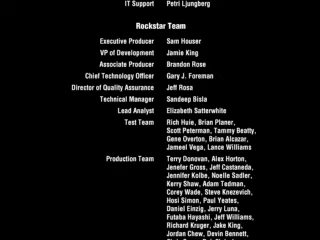 IT Support Petri Ljungberg
Rockstar Team
Executive Producer Sam Houser
VP of Development Jamie King
Associate Producer Brandon Rose
Chief Technology Officer Gary J. Foreman
Director of Quality Assurance Jeff Rosa
Technical Manager Sandeep Bisla
Lead Analyst Elizabeth Satterwhite
Test Team Rich Huie, Brian Planer,
Scott Peterman, Tammy Beatty,
Gene Overton, Brian Alcazar,
Jameel Vega, Lance Williams
Production Team Terry Donovan, Alex Horton,
Jenefer Gross, Jeff Castaneda,
Jennifer Kolbe, Noelle Sadler,
Kerry Shaw, Adam Tedman,
Corey Wade, Steve Knezevich,
Hosi Simon, Paul Yeates,
Daniel Einzig, Jerry Luna,
Futaba Hayashi, Jeff Williams,
Richard Kruger, Jake King,
Jordan Chew, Devin Bennett,